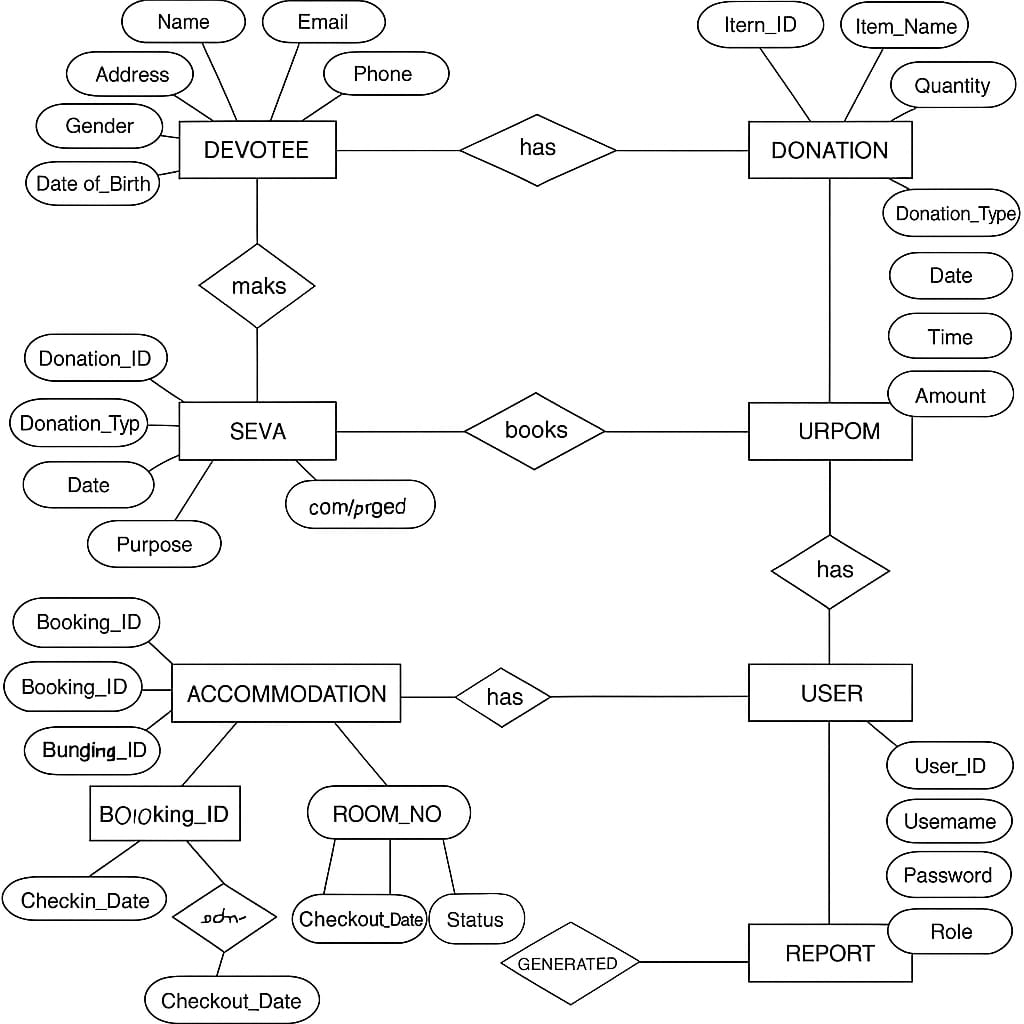 Name
Email
Itern_ID
Item_Name
Address
Phone
Quantity
Gender
DEVOTEE
has
DONATION
Date of_Birth
Donation_Type
Date
maks
Time
Donation_ID
Amount
Donation_Typ
SEVA
books
URPOM
Date
com/prged
Purpose
has
Booking_ID
Booking_ID
ACCOMMODATION
has
USER
Bunging_ID
User_ID
BOIOking_ID
ROOM_NO
Usemame
Password
Checkin_Date
Checkout_Date
Status
Role
REPORT
GENERATED
Checkout_Date